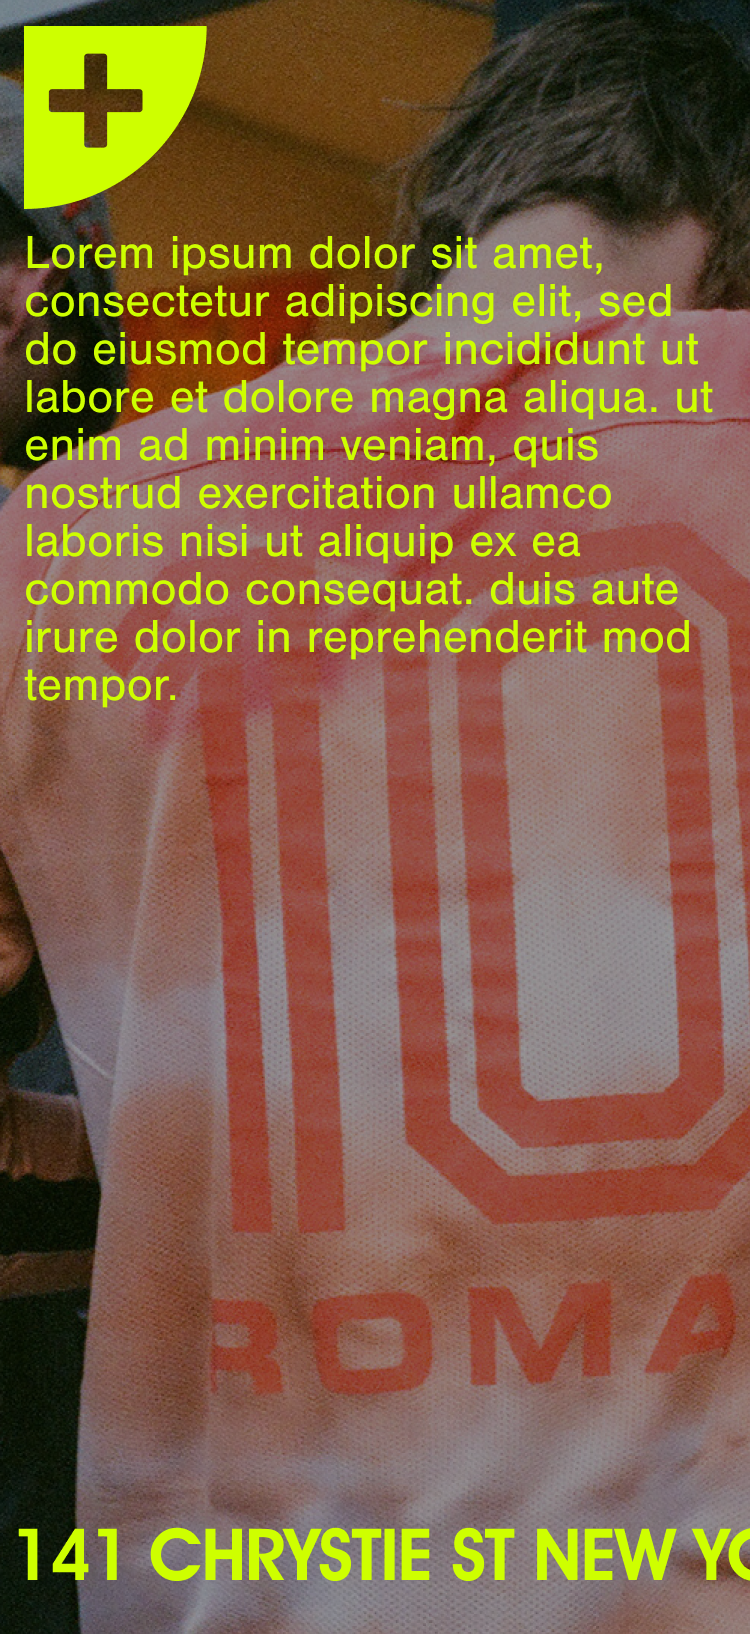 Lorem ipsum dolor sit amet,
consectetur adipiscing elit, sed
do eiusmod tempor incididunt ut
labore et dolore magna aliqua. ut
enim ad minim veniam, quis
nostrud exercitation ullamco
laboris nisi ut aliquip ex ea
commodo consequat. duis aute
irure dolor in reprehenderit mod
tempor.
10
ROMA
141 CHRYSTIE ST NEW YO